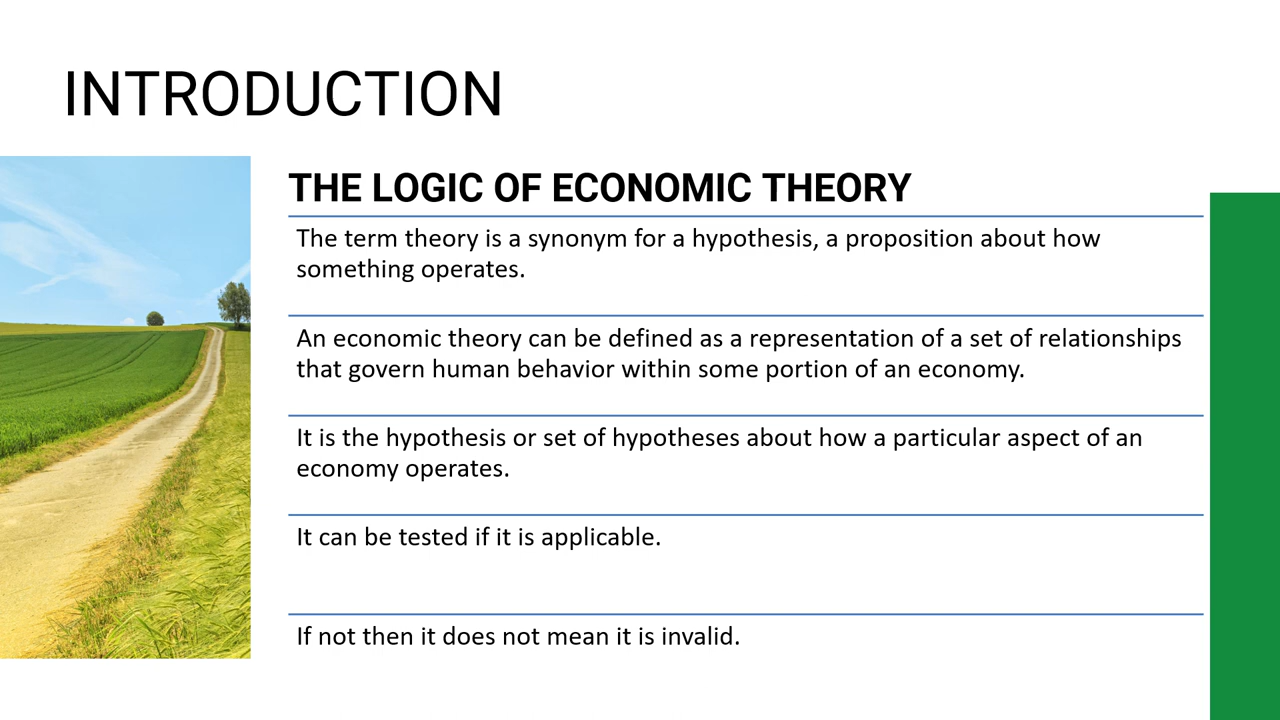 INTRODUCTION
THE LOGIC OF ECONOMIC THEORY
The term theory is a synonym for a hypothesis, a proposition about how
something operates.
An economic theory can be defined as a representation of a set of relationships
that govern human behavior within some portion of an economy.
It is the hypothesis or set of hypotheses about how a particular aspect of an
economy operates.
It can be tested if it is applicable.
If not then it does not mean it is invalid.